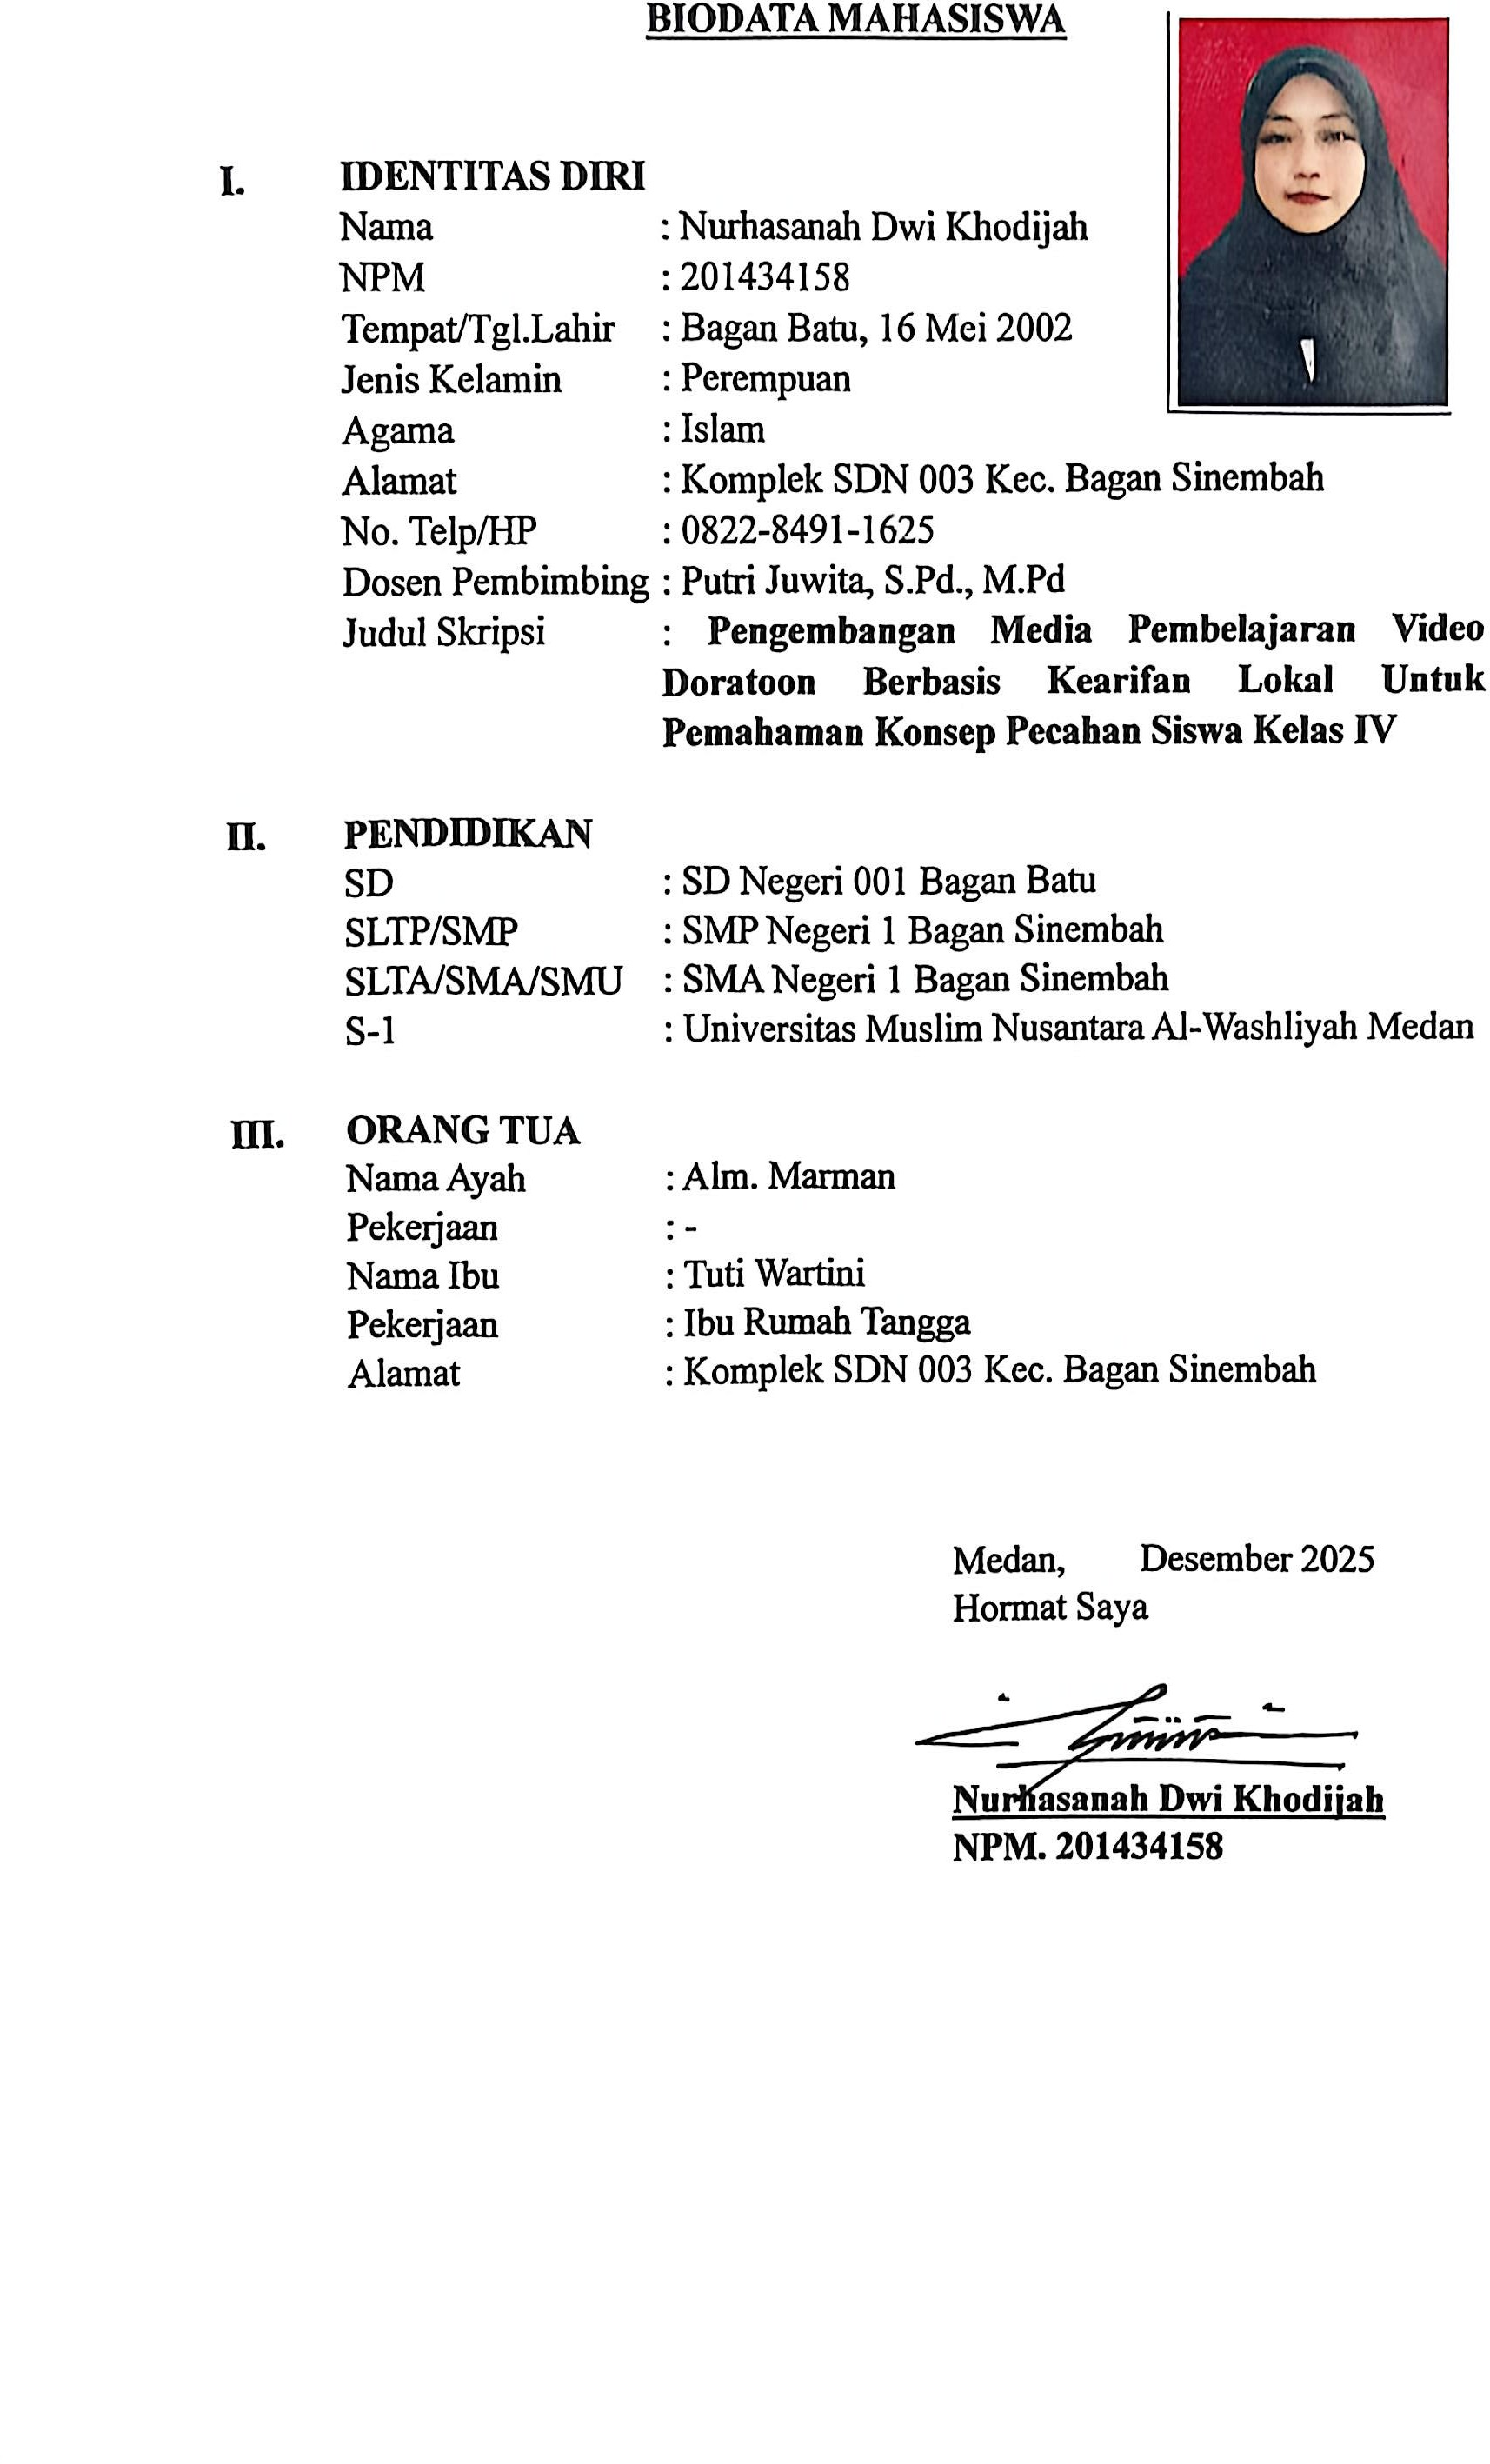 BIODATA MAHASISWA
I. IDENTITAS DIRI
Nama : Nurhasanah Dwi Khodijah
NPM : 201434158
Tempat/Tgl.Lahir : Bagan Batu, 16 Mei 2002
Jenis Kelamin : Perempuan
Agama : Islam
Alamat : Komplek SDN 003 Kec. Bagan Sinembah
No. Telp/HP : 0822-8491-1625
Dosen Pembimbing : Putri Juwita, S.Pd., M.Pd
Judul Skripsi : Pengembangan Media Pembelajaran Video
Doratoon Berbasis Kearifan Lokal Untuk
Pemahaman Konsep Pecahan Siswa Kelas IV
II. PENDIDIKAN
SD : SD Negeri 001 Bagan Batu
SLTP/SMP : SMP Negeri 1 Bagan Sinembah
SLTA/SMA/SMU : SMA Negeri 1 Bagan Sinembah
S-1 : Universitas Muslim Nusantara Al-Washliyah Medan
III. ORANG TUA
Nama Ayah : Alm. Marman
Pekerjaan : -
Nama Ibu : Tuti Wartini
Pekerjaan : Ibu Rumah Tangga
Alamat : Komplek SDN 003 Kec. Bagan Sinembah
Medan, Desember 2025
Hormat Saya
Nurhasanah Dwi Khodijah
NPM. 201434158